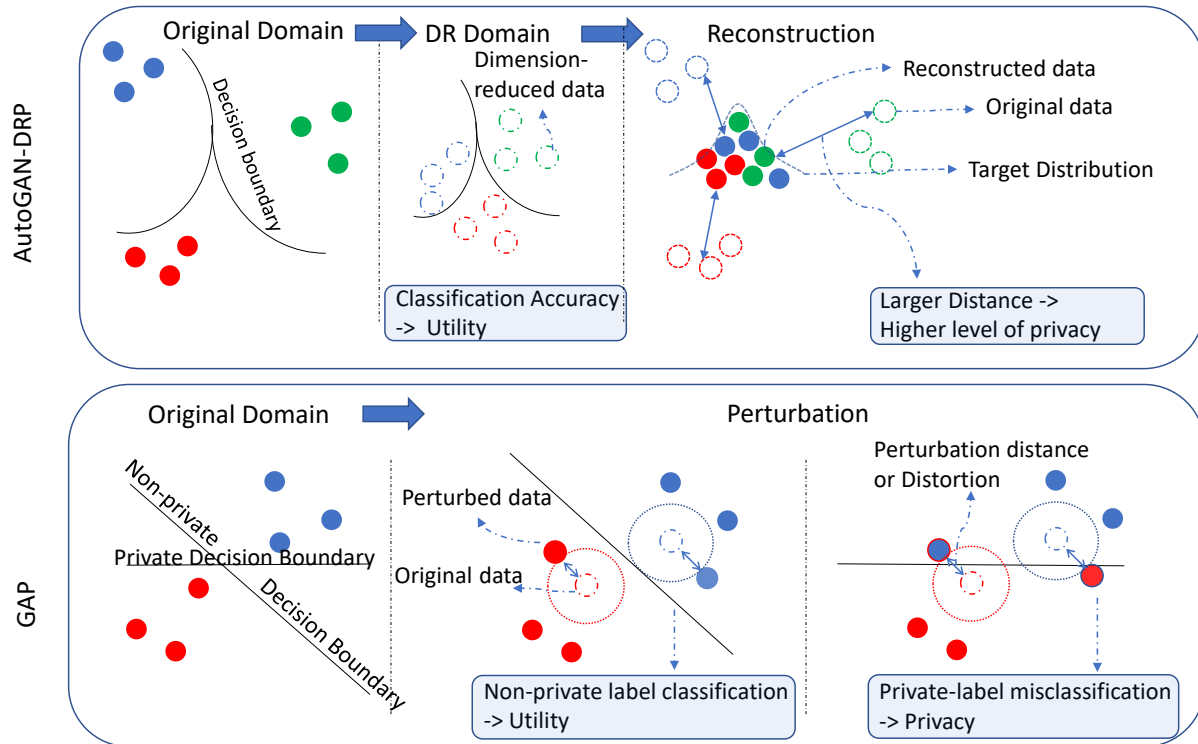 AutoGAN-DRP
Original Domain
DR Domain
Reconstruction
Decision boundary
Dimension-
reduced data
Reconstructed data
Original data
Target Distribution
Classification Accuracy
-> Utility
Larger Distance ->
Higher level of privacy
GAP
Original Domain
Perturbation
Non-private
Decision Boundary
Private Decision Boundary
Perturbed data
Original data
Perturbation distance
or Distortion
Non-private label classification
-> Utility
Private-label misclassification
-> Privacy